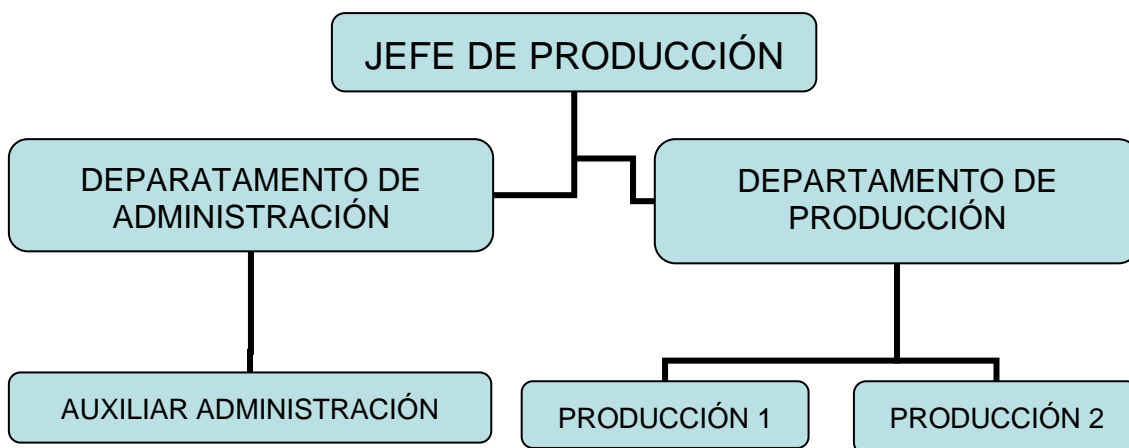 JEFE DE PRODUCCIÓN
DEPARATAMENTO DE
ADMINISTRACIÓN
DEPARTAMENTO DE
PRODUCCIÓN
AUXILIAR ADMINISTRACIÓN
PRODUCCIÓN 1
PRODUCCIÓN 2